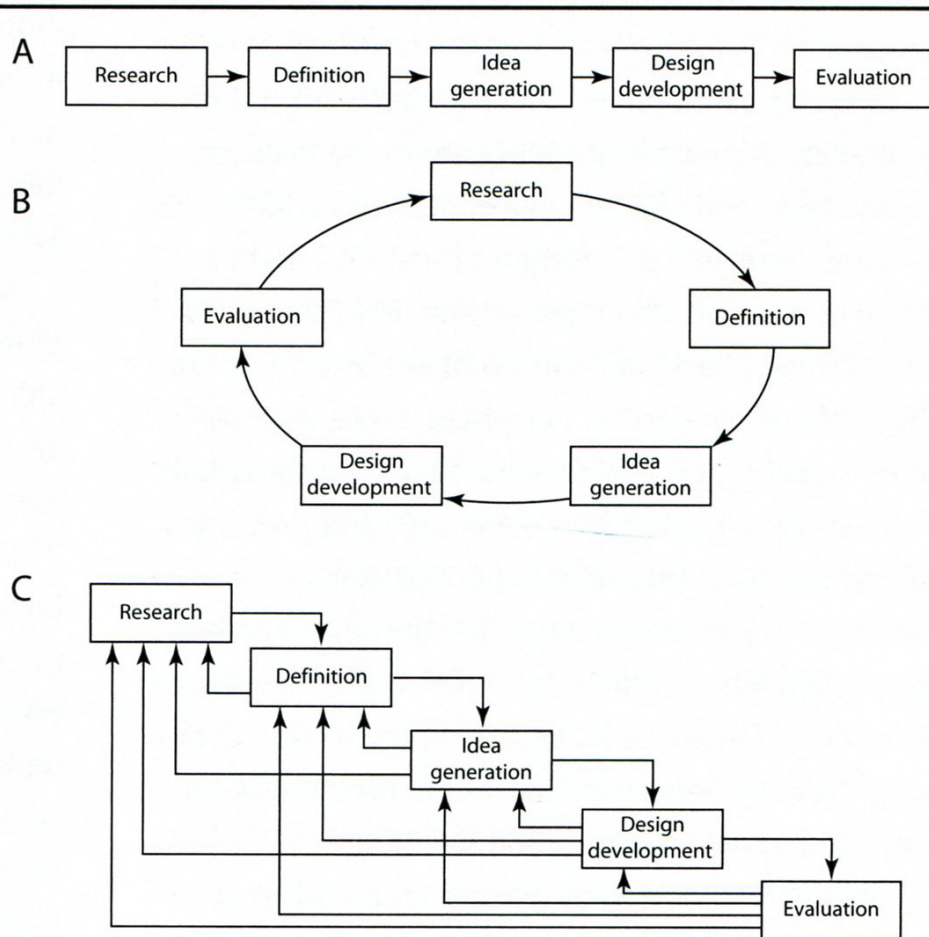 A
Research
Definition
Idea
generation
Design
development
Evaluation
B
Research
Evaluation
Definition
Design
development
Idea
generation
C
Research
Definition
Idea
generation
Design
development
Evaluation